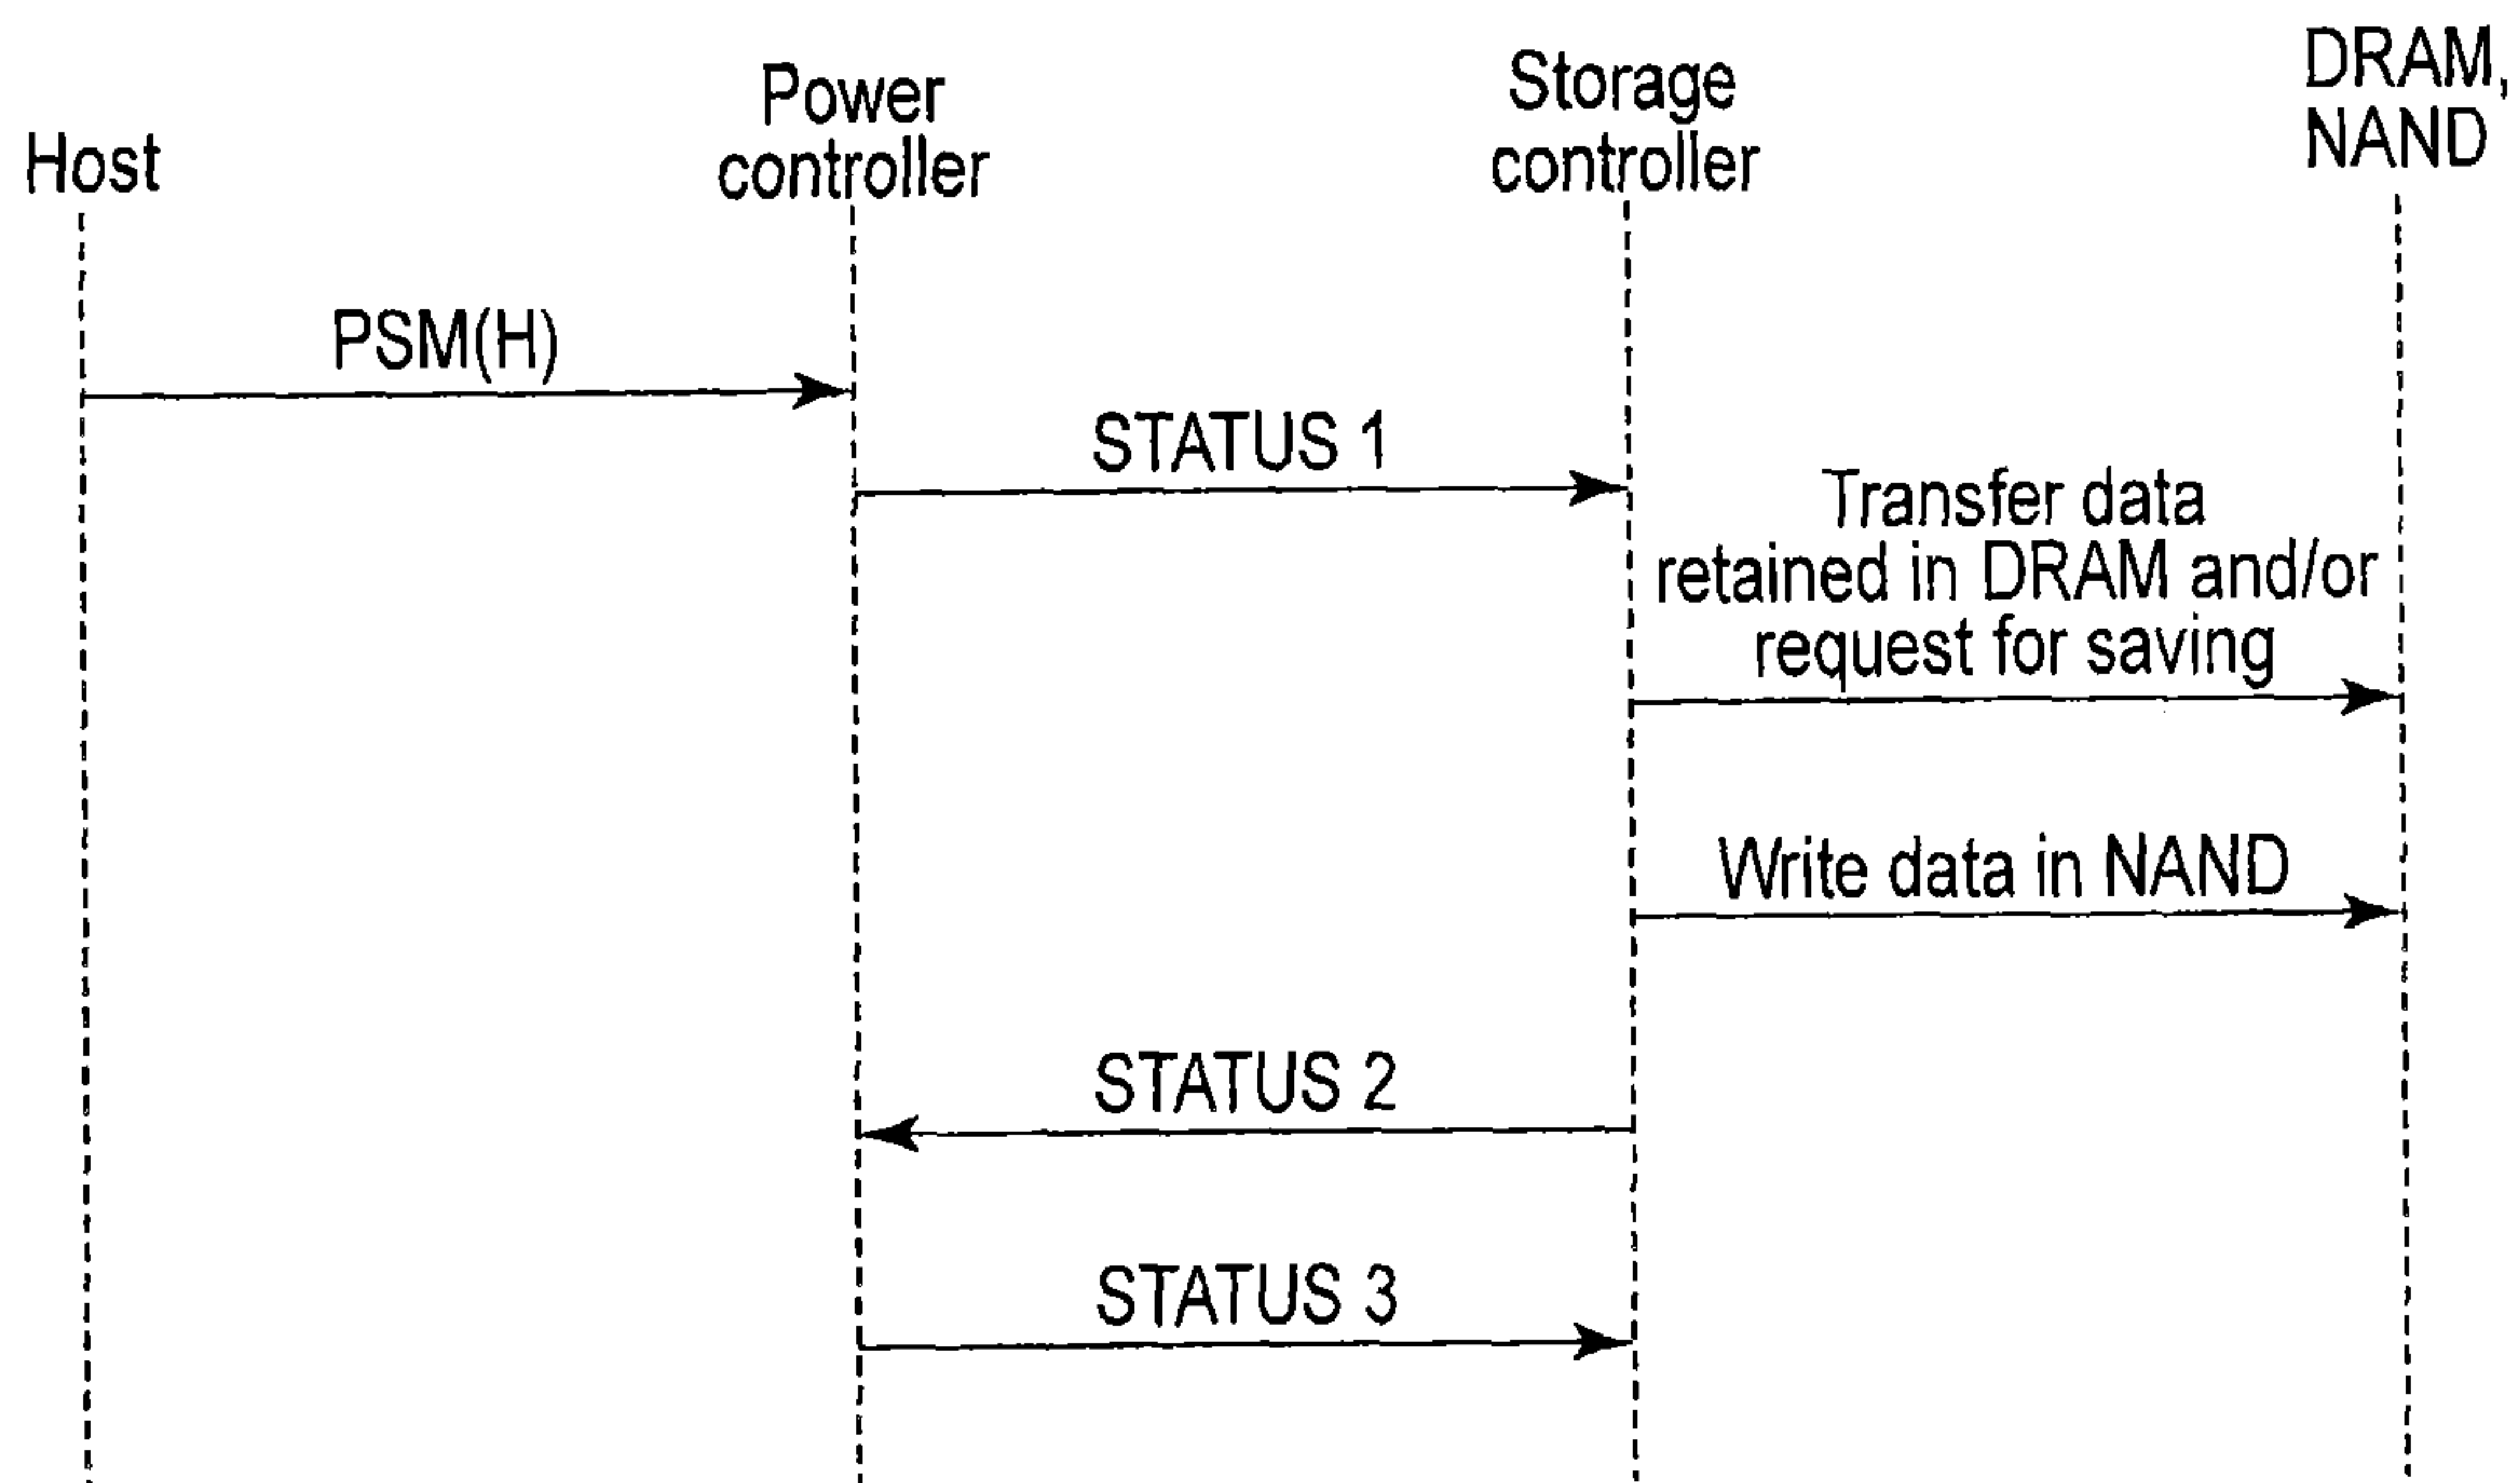 Host
Power
controller
Storage
controller
DRAM,
NAND
PSM(H)
STATUS 1
Transfer data
retained in DRAM and/or
request for saving
Write data in NAND
STATUS 2
STATUS 3